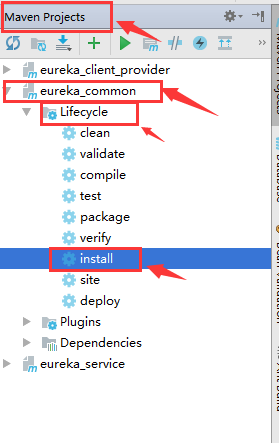 Maven Projects
eureka_client_provider
eureka_common
Lifecycle
clean
validate
compile
test
package
verify
install
site
deploy
Plugins
Dependencies
eureka_service